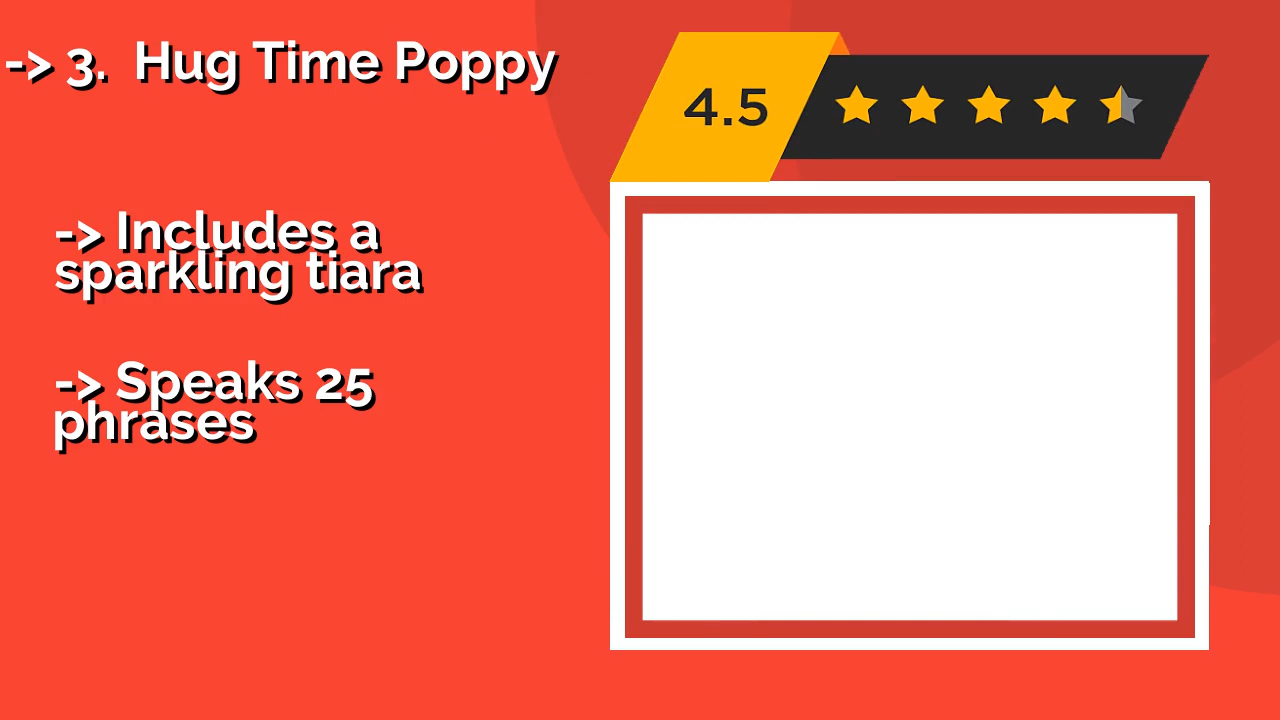 -> 3.  Hug Time Poppy
4.5
-> Includes a
sparkling tiara
-> Speaks 25
phrases